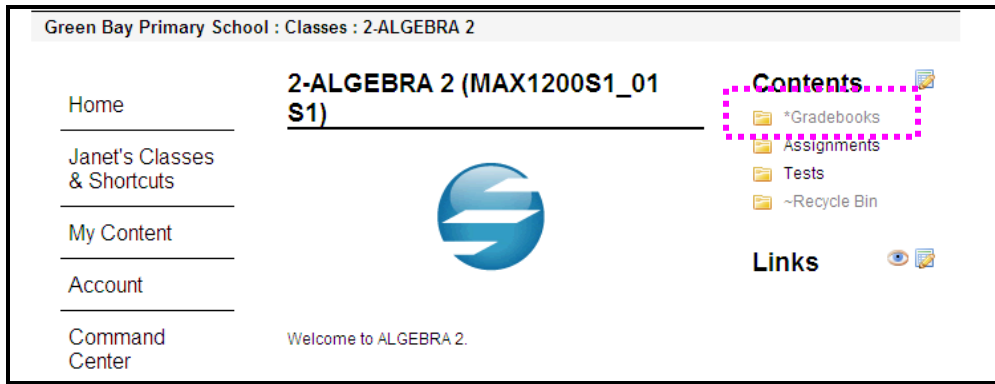 Green Bay Primary School : Classes : 2-ALGEBRA 2
Home
Janet's Classes
& Shortcuts
My Content
Account
Command
Center
2-ALGEBRA 2 (MAX1200S1_01
S1)
Welcome to ALGEBRA 2.
Contents
*Gradebooks
Assignments
Tests
~Recycle Bin
Links